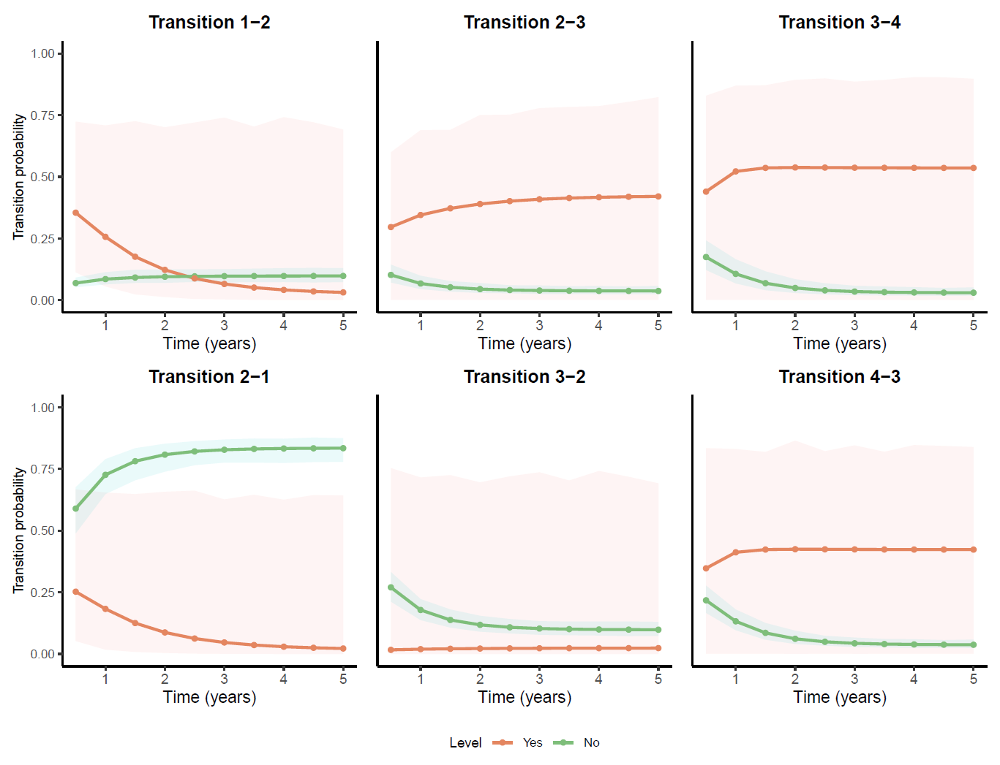 Transition 1−2
Transition 2−3
Transition 3−4
Transition probability
1.00
0.75
0.50
0.25
0.00
1 2 3 4 5
1 2 3 4 5
1 2 3 4 5
Time (years)
Time (years)
Time (years)
Transition 2−1
Transition 3−2
Transition 4−3
Transition probability
1.00
0.75
0.50
0.25
0.00
1 2 3 4 5
1 2 3 4 5
1 2 3 4 5
Time (years)
Time (years)
Time (years)
Level Yes No